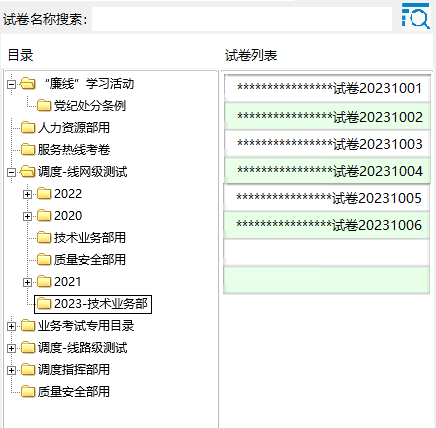 试卷名称搜索：
目录
试卷列表
“廉线”学习活动
党纪处分条例
人力资源部用
服务热线考卷
调度-线网级测试
2022
2020
技术业务部用
质量安全部用
2021
2023-技术业务部
业务考试专用目录
调度-线路级测试
调度指挥部用
质量安全部用
****************试卷20231001
****************试卷20231002
****************试卷20231003
****************试卷20231004
****************试卷20231005
****************试卷20231006